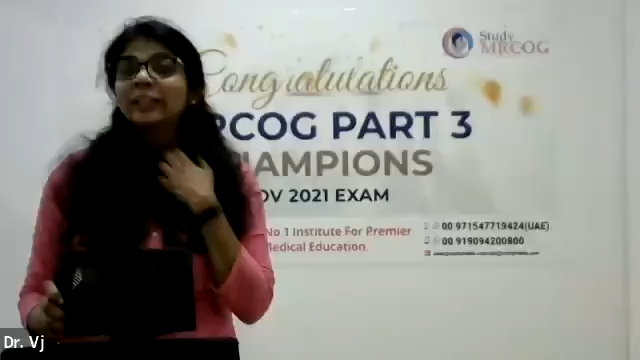 Study
MRCOG
Congratulations
RCOG PART 3
HAMPIONS
OV 2021 EXAM
No 1 Institute For Premier
Medical Education.
00 971547719424(UAE)
00 919094200800
Dr. Vj